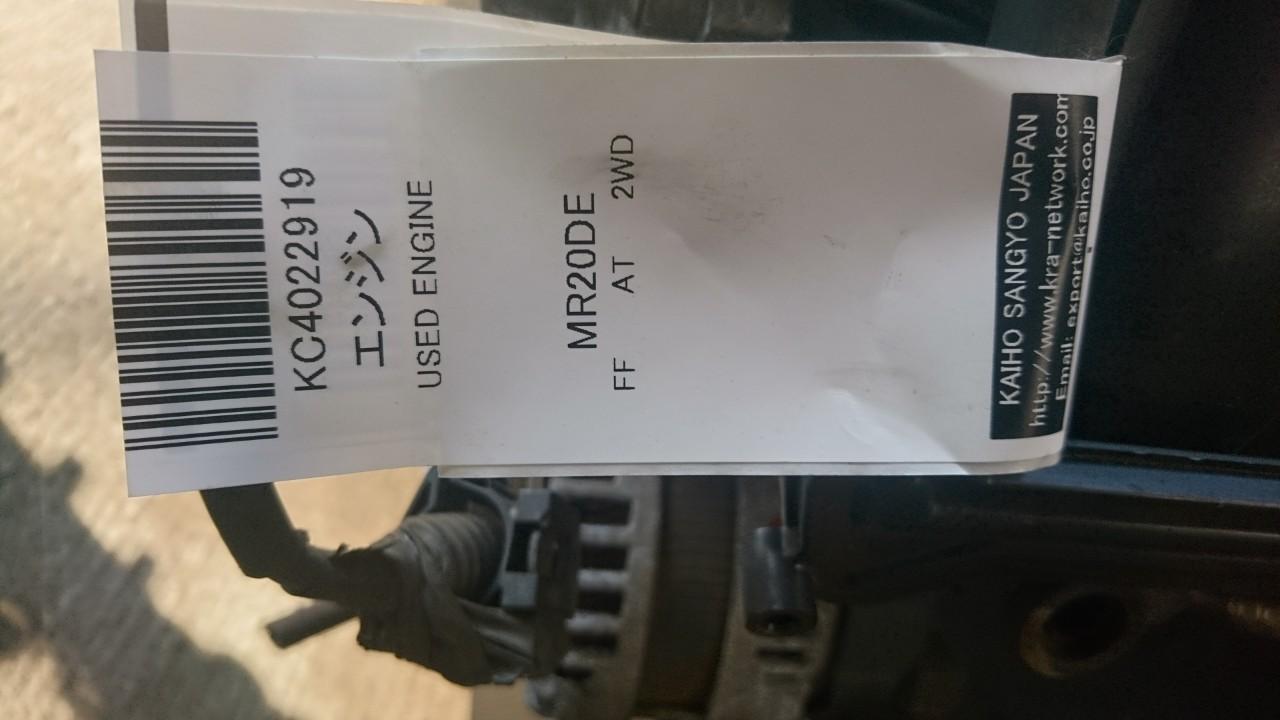 KC4022919
エンジン
USED ENGINE
MR20DE
FF AT 2WD
KAIHO SANGYO JAPAN
http://www.kra-network.com
Email: export@kaiho.co.jp